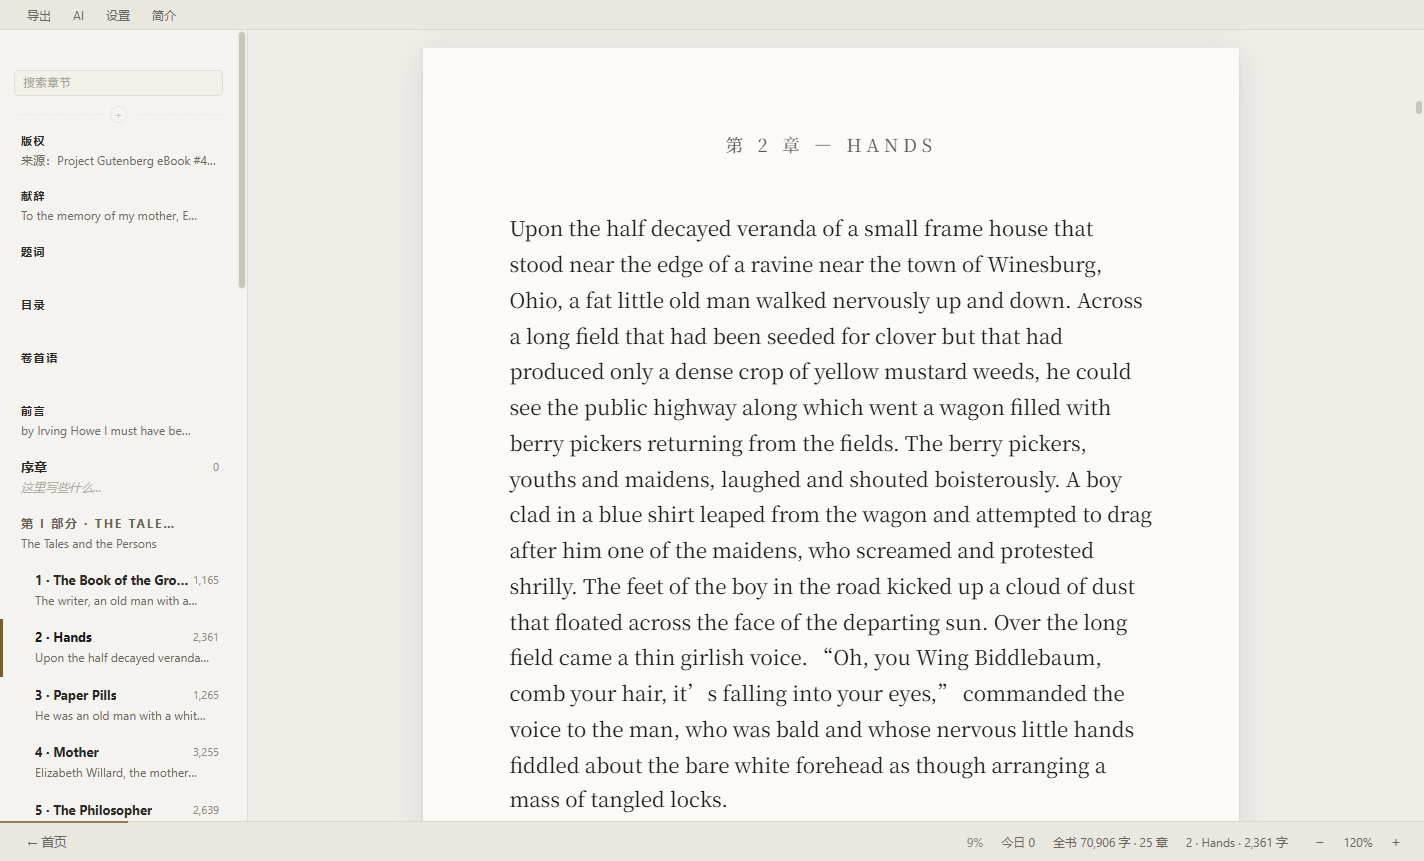 导出 AI 设置 简介
搜索章节
+
版权
来源：Project Gutenberg eBook #4...
献辞
To the memory of my mother, E...
题词
目录
卷首语
前言
by Irving Howe I must have be...
序章 0
这里写些什么...
第 I 部分 · THE TALE...
The Tales and the Persons
1 · The Book of the Gro... 1,165
The writer, an old man with a...
2 · Hands 2,361
Upon the half decayed veranda...
3 · Paper Pills 1,265
He was an old man with a whit...
4 · Mother 3,255
Elizabeth Willard, the mother...
5 · The Philosopher 2,639
第 2 章 — HANDS
Upon the half decayed veranda of a small frame house that
stood near the edge of a ravine near the town of Winesburg,
Ohio, a fat little old man walked nervously up and down. Across
a long field that had been seeded for clover but that had
produced only a dense crop of yellow mustard weeds, he could
see the public highway along which went a wagon filled with
berry pickers returning from the fields. The berry pickers,
youths and maidens, laughed and shouted boisterously. A boy
clad in a blue shirt leaped from the wagon and attempted to drag
after him one of the maidens, who screamed and protested
shrilly. The feet of the boy in the road kicked up a cloud of dust
that floated across the face of the departing sun. Over the long
field came a thin girlish voice. “Oh, you Wing Biddlebaum,
comb your hair, it’s falling into your eyes,” commanded the
voice to the man, who was bald and whose nervous little hands
fiddled about the bare white forehead as though arranging a
mass of tangled locks.
← 首页 9% 今日 0 全书 70,906 字 · 25 章 2 · Hands · 2,361 字 − 120% +